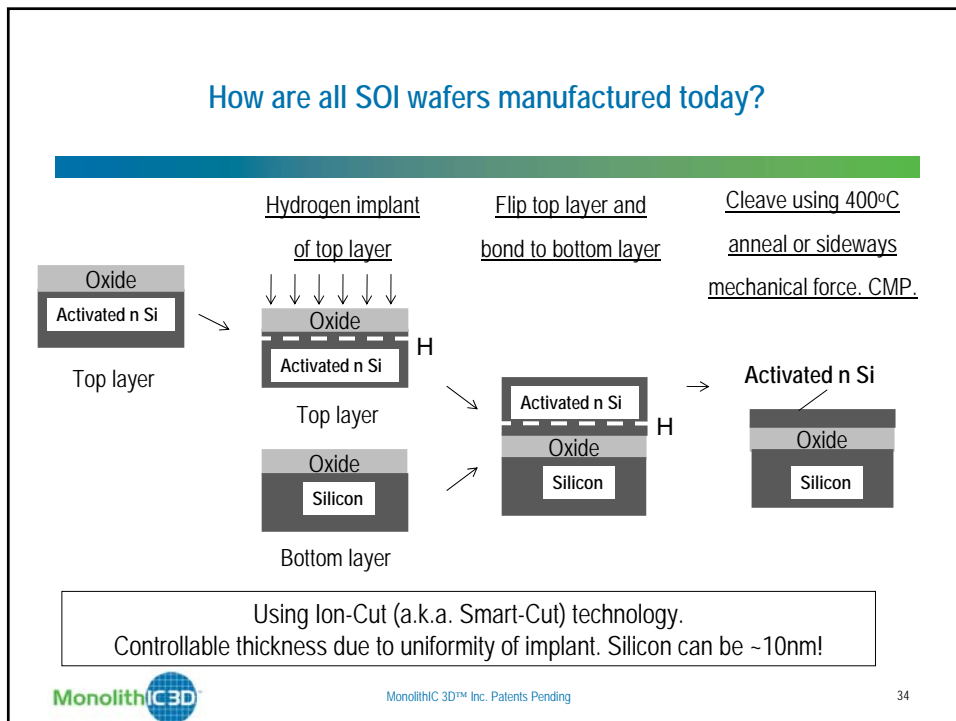 How are all SOI wafers manufactured today?
Hydrogen implant
of top layer
Flip top layer and
bond to bottom layer
Cleave using 400oC
anneal or sideways
mechanical force. CMP.
Oxide
Activated n Si
Top layer
Oxide
Activated n Si
H
Top layer
Oxide
Silicon
Bottom layer
Activated n Si
H
Oxide
Silicon
Activated n Si
Oxide
Silicon
Using Ion-Cut (a.k.a. Smart-Cut) technology.
Controllable thickness due to uniformity of implant. Silicon can be ~10nm!
MonolithIC3D™
MonolithIC 3D™ Inc. Patents Pending
34